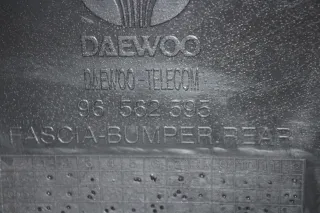 DAEWOO
DAEWOO-TELECOM
96 562 595
FASCIA-BUMPER, REAR